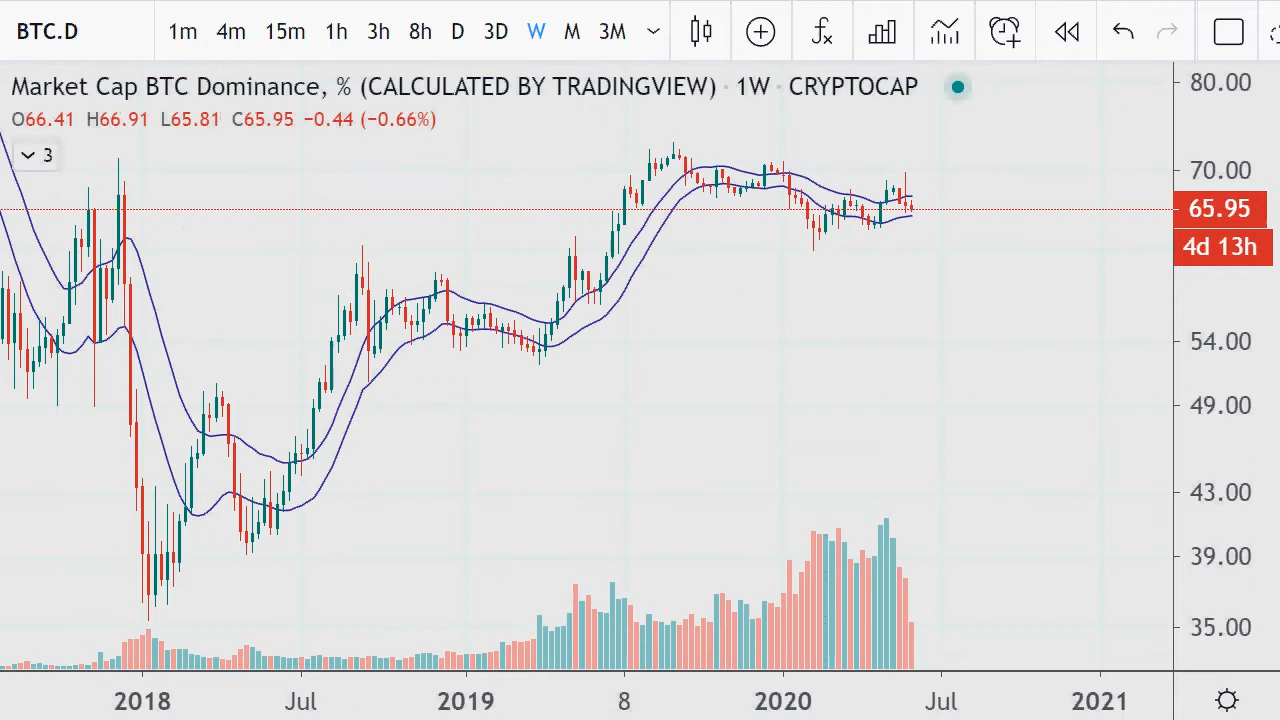 BTC.D 1m 4m 15m 1h 3h 8h D 3D W M 3M fx
Market Cap BTC Dominance, % (CALCULATED BY TRADINGVIEW) · 1W · CRYPTOCAP
O66.41 H66.91 L65.81 C65.95 −0.44 (−0.66%)
3
80.00
70.00
65.95
4d 13h
54.00
49.00
43.00
39.00
35.00
2018 Jul 2019 8 2020 Jul 2021